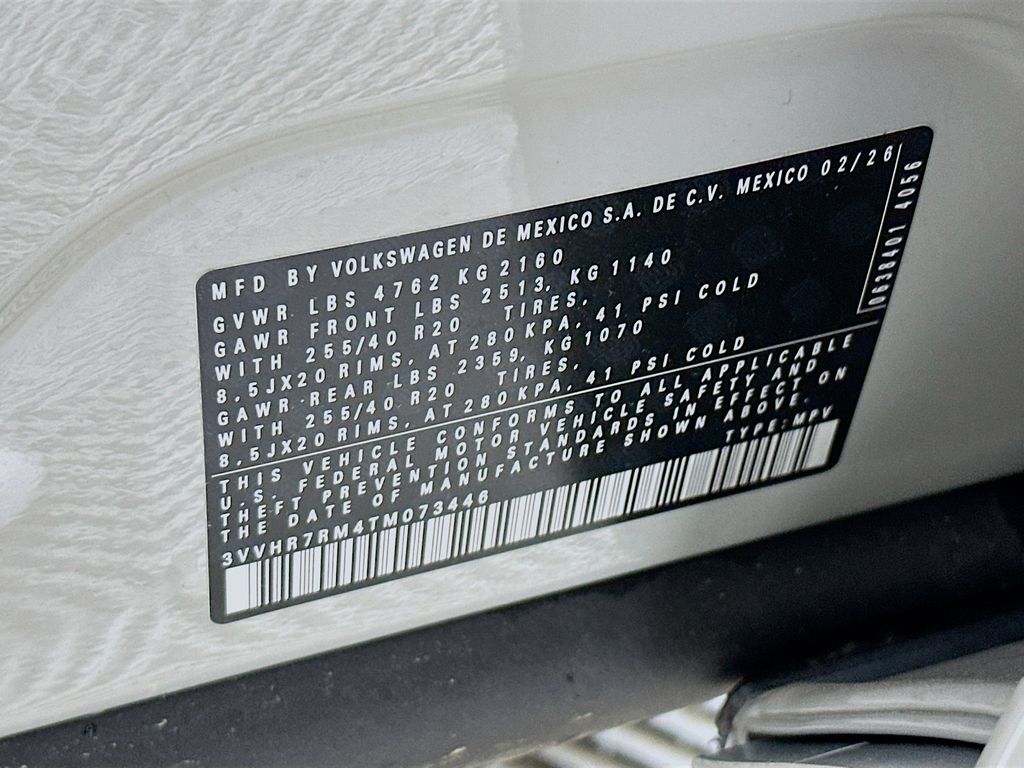 MFD BY VOLKSWAGEN DE MEXICO S.A. DE C.V. MEXICO 02/26
GVWR LBS 4762 KG 2160
GAWR FRONT LBS 2513, KG 1140
WITH 255/40 R20 TIRES,
8,5JX20 RIMS, AT 280 KPA, 41 PSI COLD
GAWR-REAR LBS 2359, KG 1070
WITH 255/40 R20 TIRES,
8,5JX20 RIMS, AT 280 KPA, 41 PSI COLD
THIS VEHICLE CONFORMS TO ALL APPLICABLE
U.S. FEDERAL MOTOR VEHICLE SAFETY AND
THEFT PREVENTION STANDARDS IN EFFECT ON
THE DATE OF MANUFACTURE SHOWN ABOVE.
TYPE: MPV
3VVHR7RM4TM073446
0638401 4056